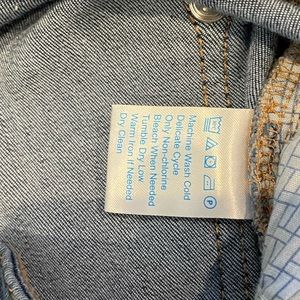 Machine Wash Cold
Delicate Cycle
Only Non-chlorine
Bleach When Needed
Tumble Dry Low
Warm Iron If Needed
Dry Clean